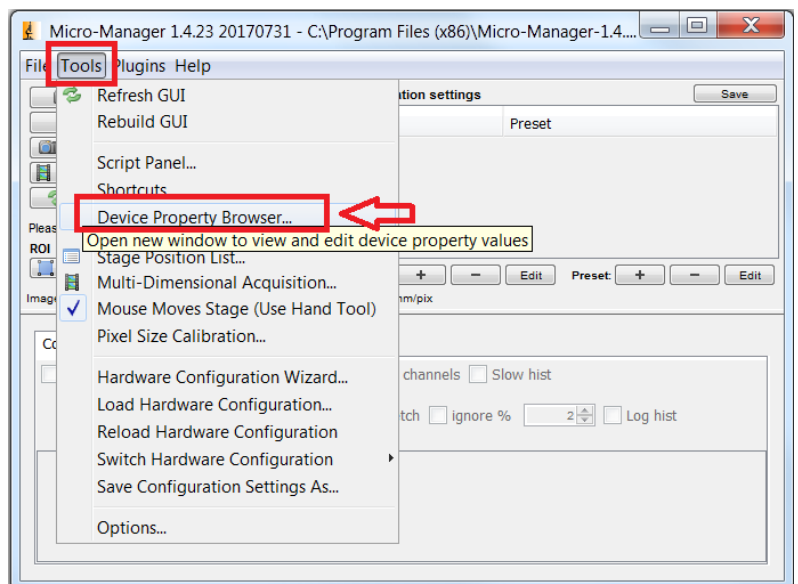 Micro-Manager 1.4.23 20170731 - C:\Program Files (x86)\Micro-Manager-1.4....
File Tools Plugins Help
Refresh GUI
Rebuild GUI
Script Panel...
Shortcuts
Device Property Browser...
Open new window to view and edit device property values
Stage Position List...
Multi-Dimensional Acquisition...
Mouse Moves Stage (Use Hand Tool)
Pixel Size Calibration...
Hardware Configuration Wizard...
Load Hardware Configuration...
Reload Hardware Configuration
Switch Hardware Configuration
Save Configuration Settings As...
Options...
settings Save
Preset
ROI
+ - Edit Preset: + - Edit
channels Slow hist
ignore % 2 Log hist